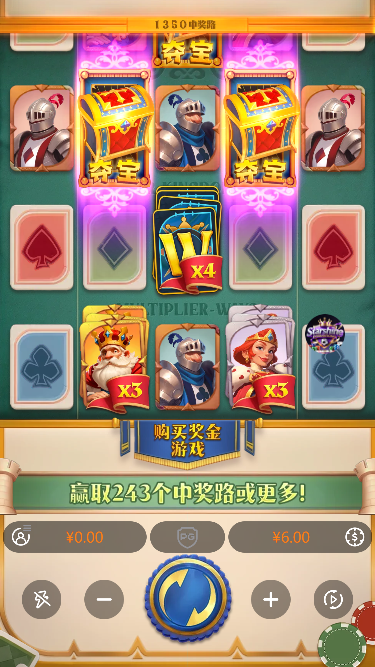 1350中奖路
夺宝
夺宝
夺宝
W
X4
X3
X3
Starshine
购买奖金
游戏
赢取243个中奖路或更多!
¥0.00
PG
¥6.00